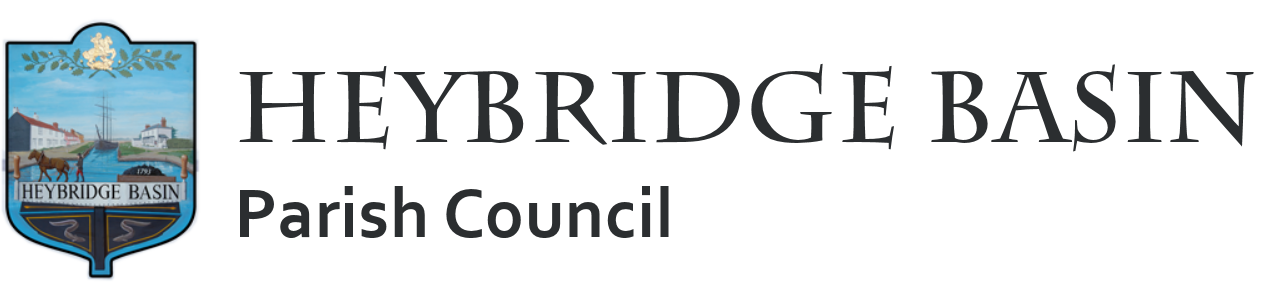 1793
HEYBRIDGE BASIN
HEYBRIDGE BASIN
Parish Council